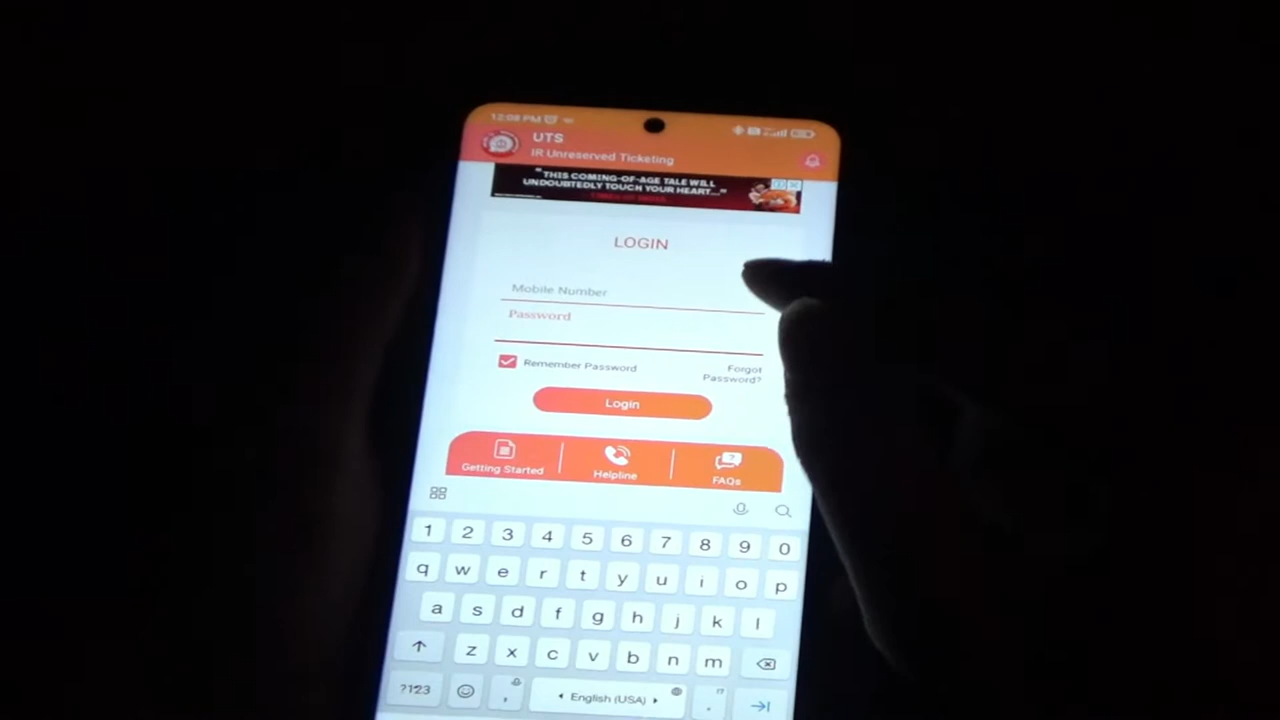 12:08 PM
UTS
IR Unreserved Ticketing
"THIS COMING-OF-AGE TALE WILL
UNDOUBTEDLY TOUCH YOUR HEART..."
LOGIN
Mobile Number
Password
Remember Password
Forgot
Password?
Login
Getting Started
Helpline
FAQs
1 2 3 4 5 6 7 8 9 0
q w e r t y u i o p
a s d f g h j k l
z x c v b n m
?123 , English (USA) .